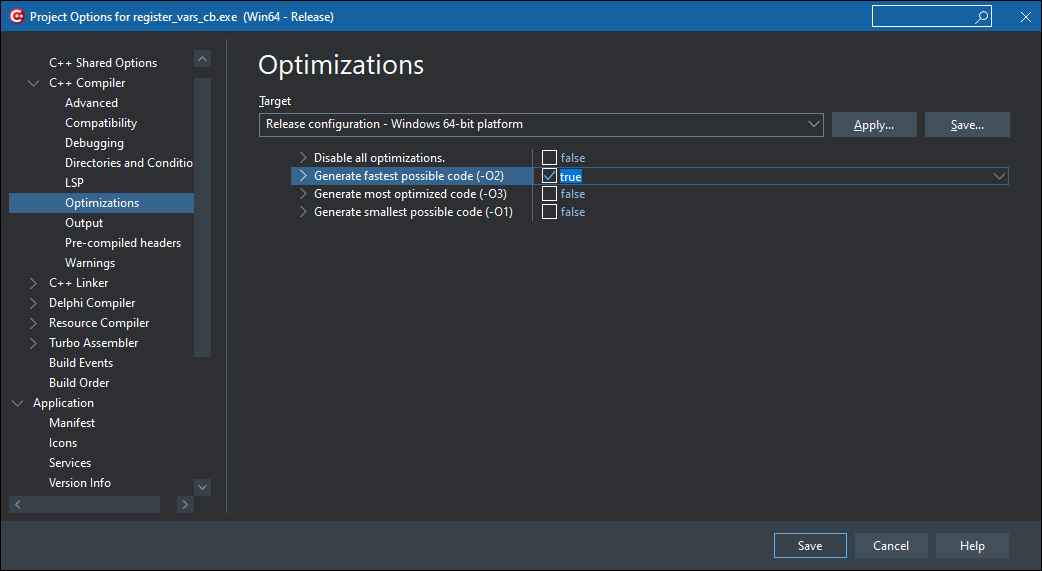 Project Options for register_vars_cb.exe (Win64 - Release)
C++ Shared Options
C++ Compiler
Advanced
Compatibility
Debugging
Directories and Conditio
LSP
Optimizations
Output
Pre-compiled headers
Warnings
C++ Linker
Delphi Compiler
Resource Compiler
Turbo Assembler
Build Events
Build Order
Application
Manifest
Icons
Services
Version Info
Optimizations
Target
Release configuration - Windows 64-bit platform
Apply...
Save...
Disable all optimizations. false
Generate fastest possible code (-O2) true
Generate most optimized code (-O3) false
Generate smallest possible code (-O1) false
Save
Cancel
Help